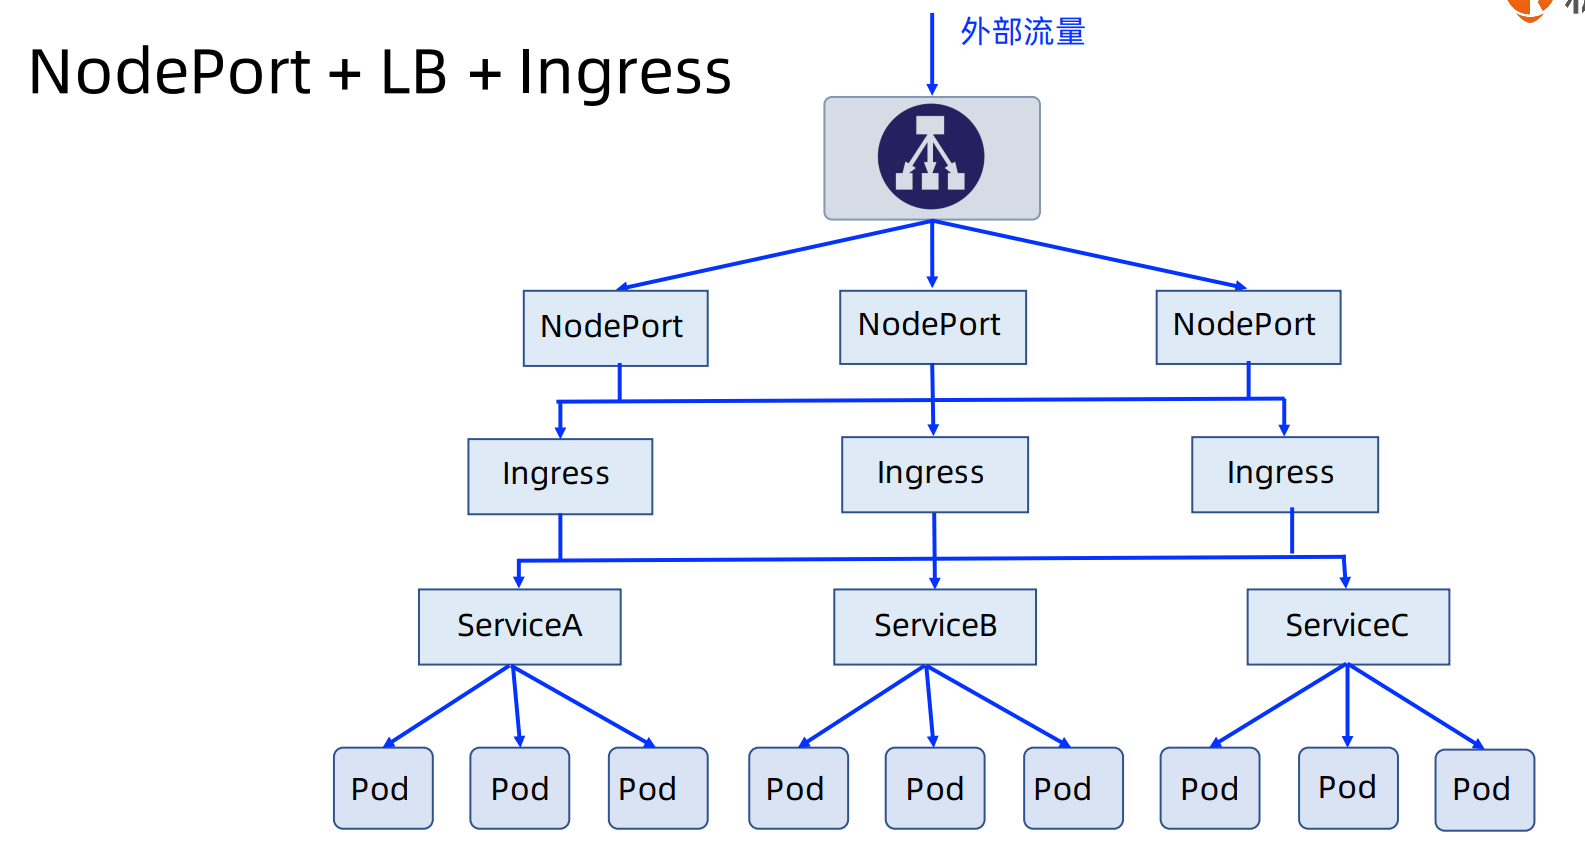 外部流量
NodePort + LB + Ingress
NodePort NodePort NodePort
Ingress Ingress Ingress
ServiceA ServiceB ServiceC
Pod Pod Pod Pod Pod Pod Pod Pod Pod